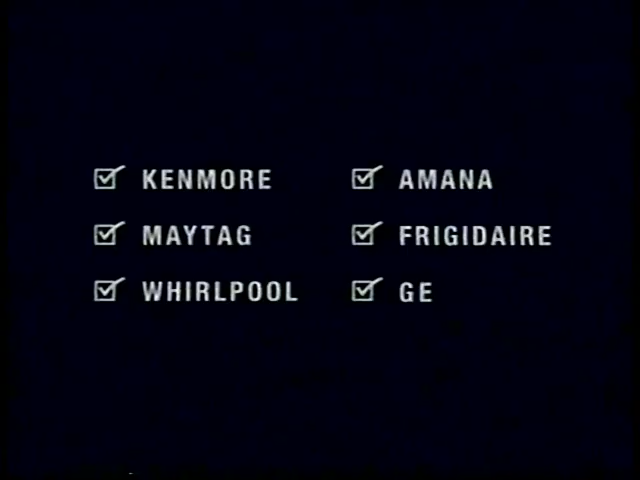 KENMORE
MAYTAG
WHIRLPOOL
AMANA
FRIGIDAIRE
GE